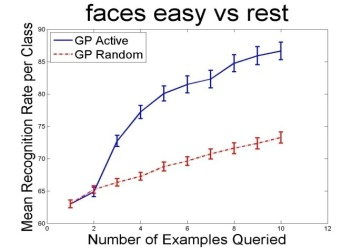 faces easy vs rest
GP Active
GP Random
90
85
80
75
70
65
60
0 2 4 6 8 10 12
Mean Recognition Rate per Class
Number of Examples Queried